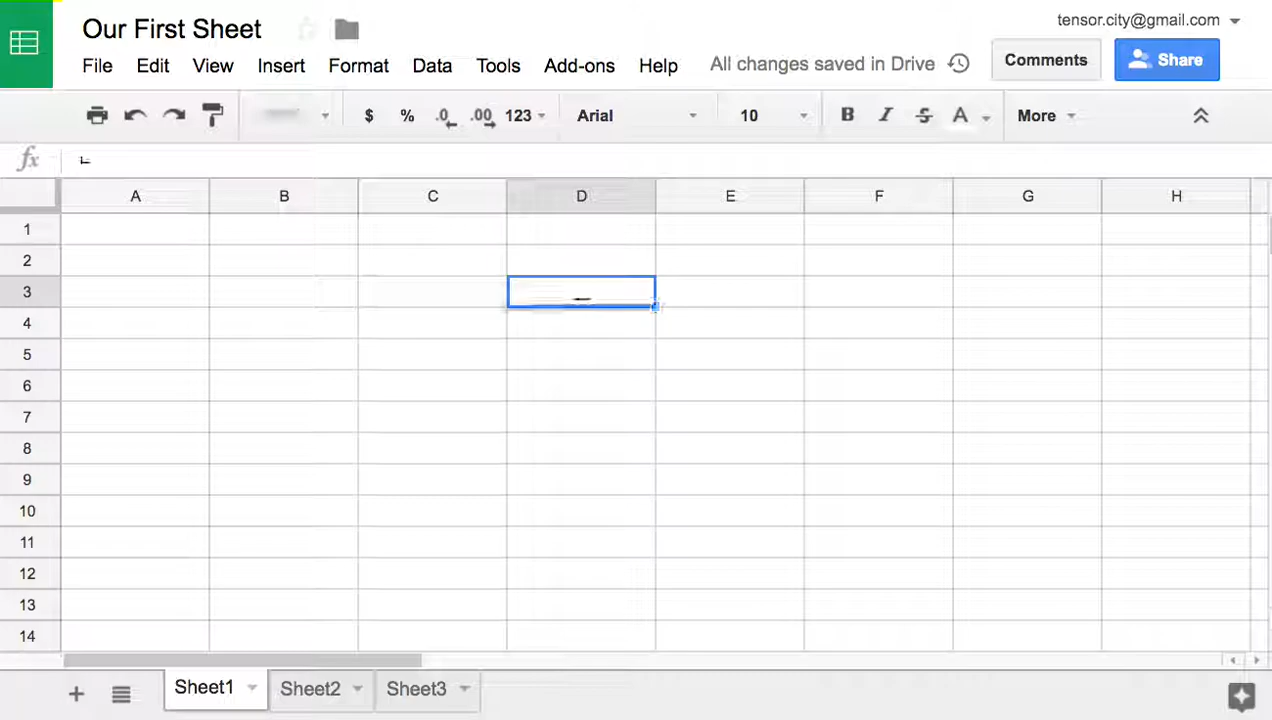 Our First Sheet
tensor.city@gmail.com
File Edit View Insert Format Data Tools Add-ons Help
All changes saved in Drive
Comments
Share
$ % .0 .00 123 Arial 10 B I S A More
fx
A B C D E F G H
1
2
3
4
5
6
7
8
9
10
11
12
13
14
+ Sheet1 Sheet2 Sheet3